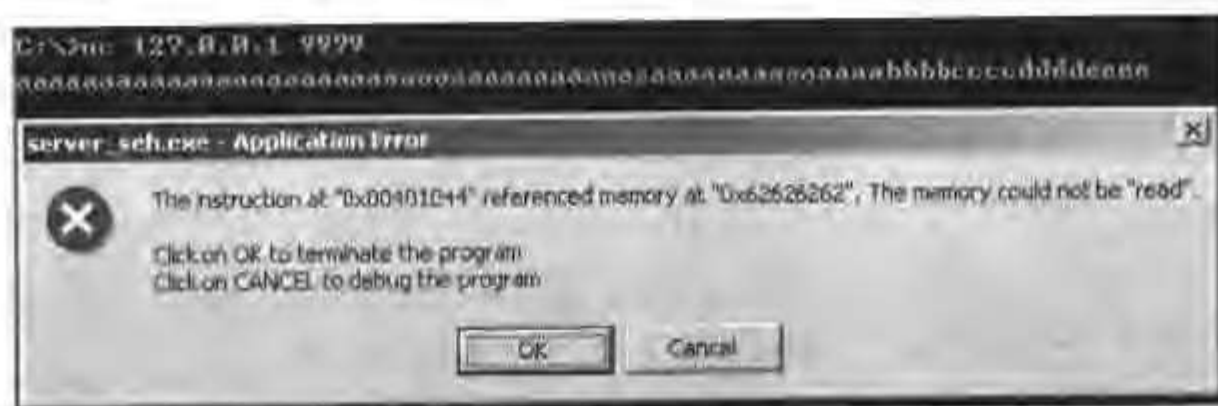 C:\>nc 127.0.0.1 9999
server_seh.exe - Application Error
The instruction at "0x00401044" referenced memory at "0x62626262", The memory could not be "read".
Click on OK to terminate the program
Click on CANCEL to debug the program
OK Cancel